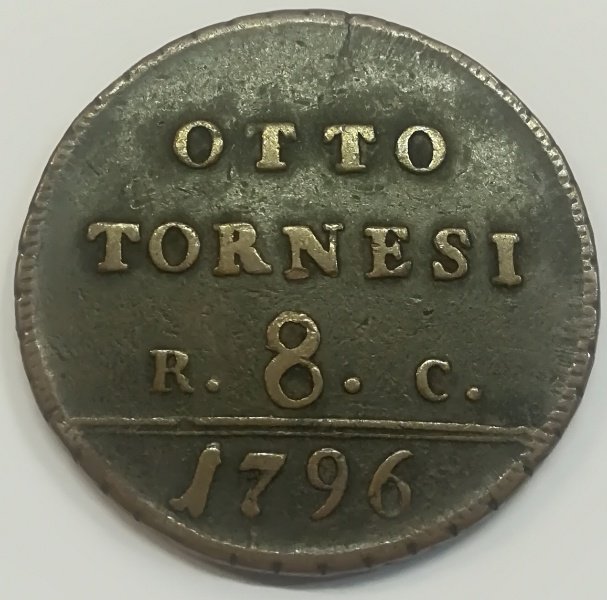 OTTO
TORNESI
R. 8. C.
1796